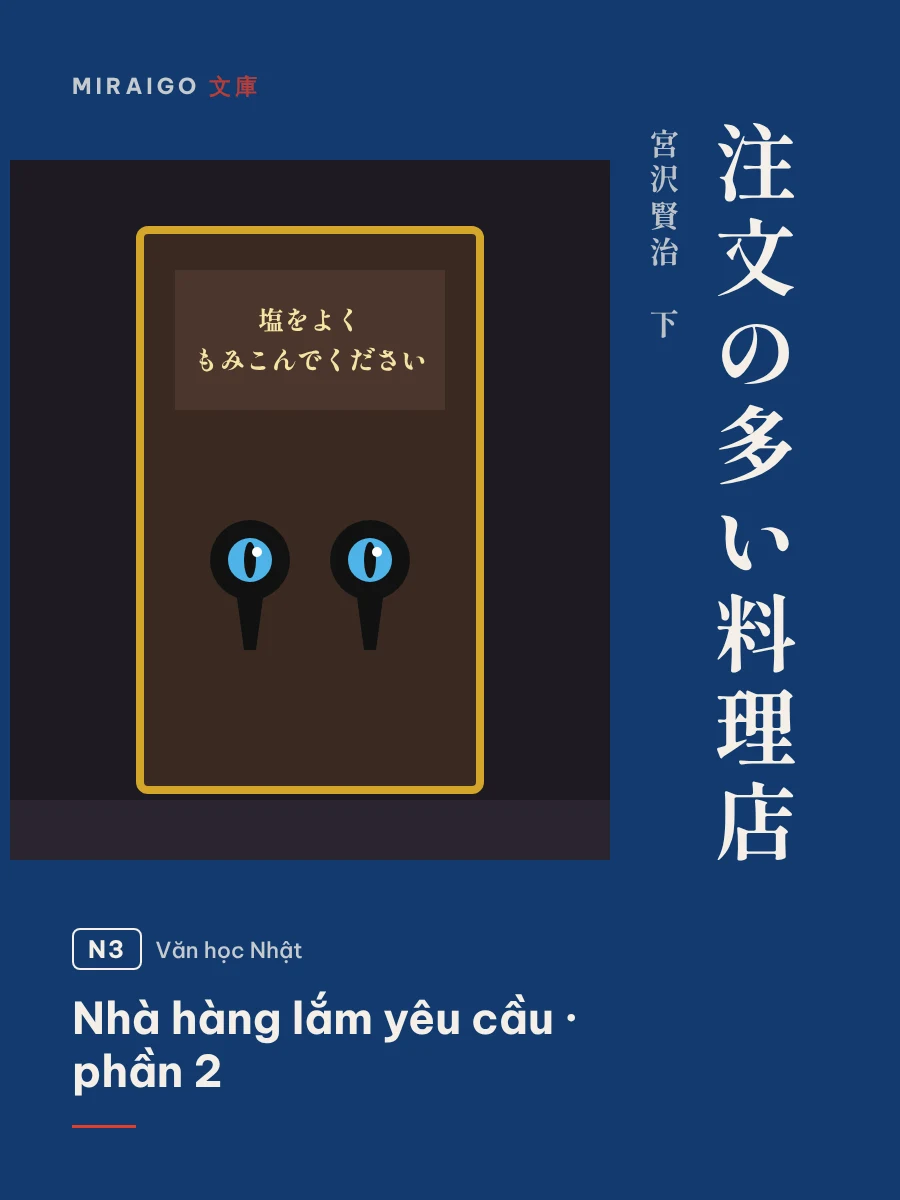 MIRAIGO 文庫
注文の多い料理店
宮沢賢治 下
塩をよく
もみこんでください
N3 Văn học Nhật
Nhà hàng lắm yêu cầu ·
phần 2